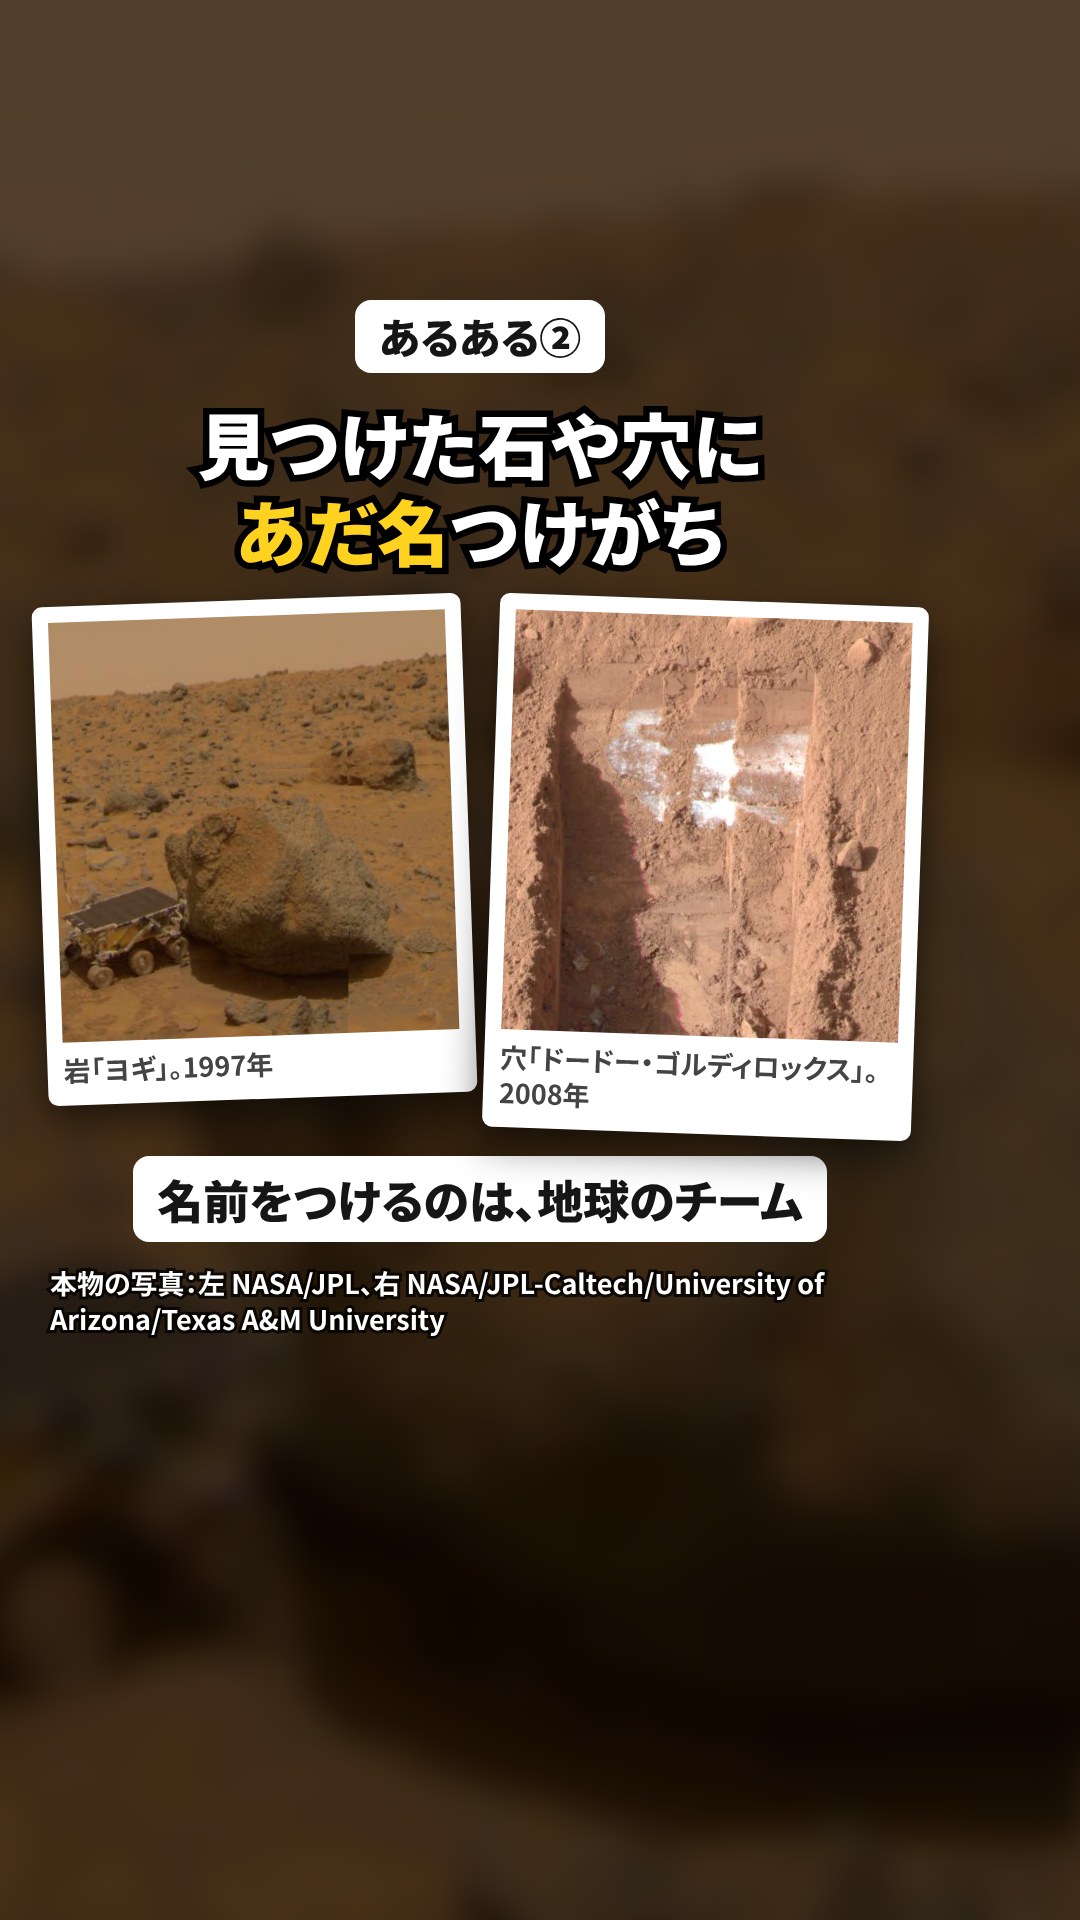 あるある②
見つけた石や穴に
あだ名つけがち
岩「ヨギ」。1997年
穴「ドードー・ゴルディロックス」。
2008年
名前をつけるのは、地球のチーム
本物の写真：左 NASA/JPL、右 NASA/JPL-Caltech/University of
Arizona/Texas A&M University